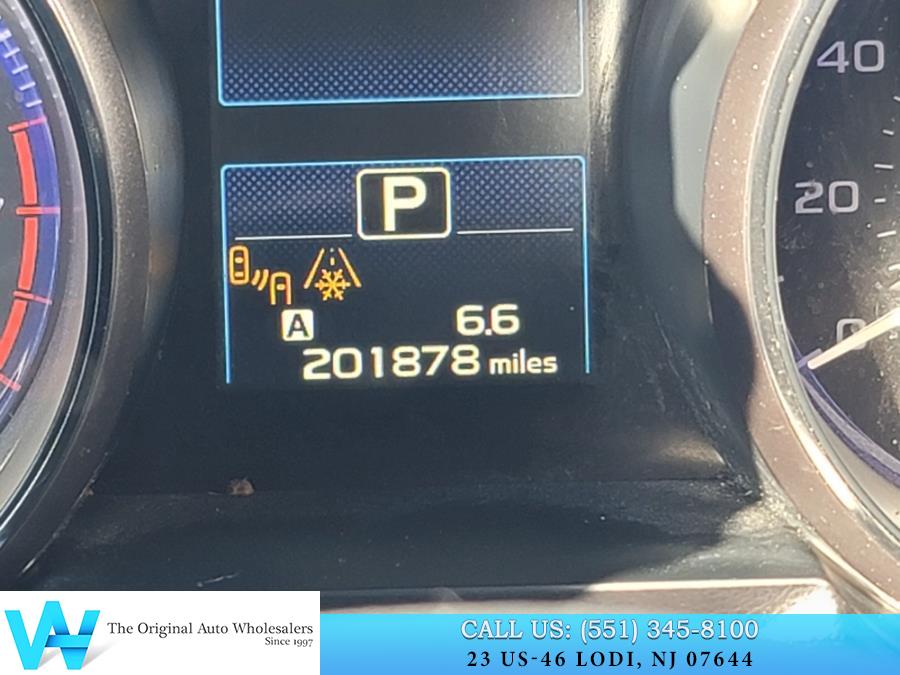 P
A 6.6
201878 miles
40
20
0
The Original Auto Wholesalers
Since 1997
CALL US: (551) 345-8100
23 US-46 LODI, NJ 07644